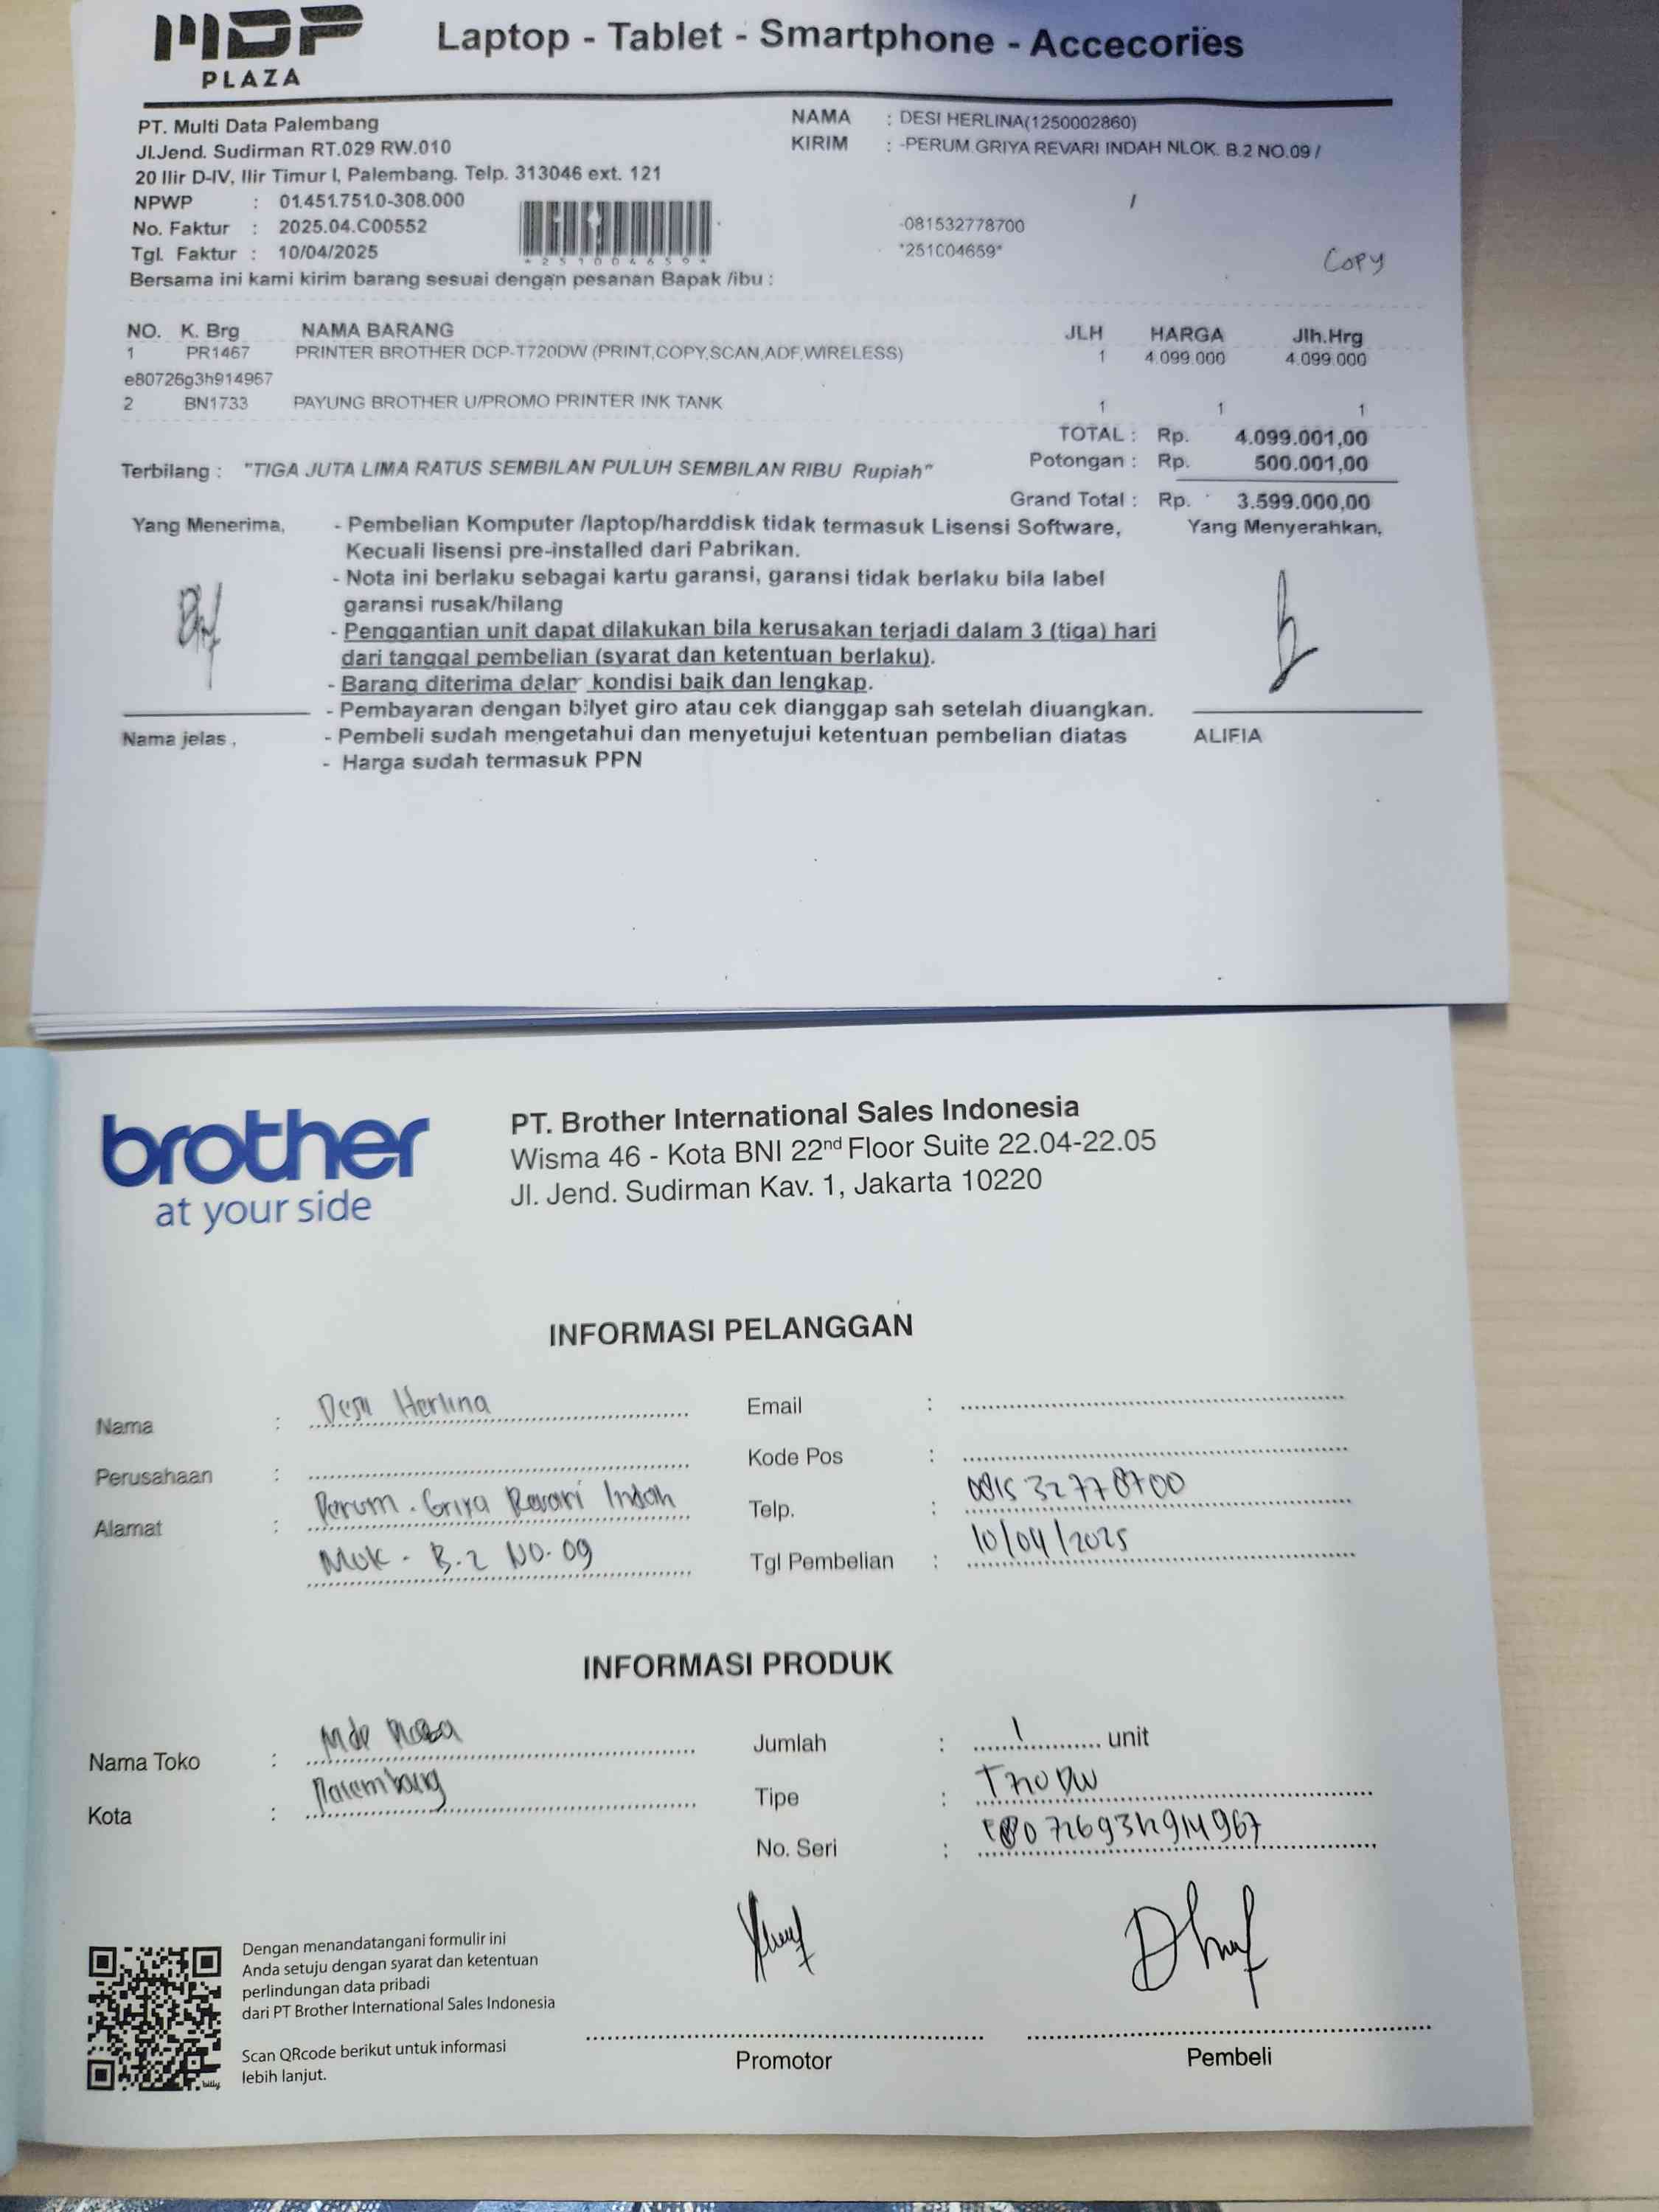 MDP PLAZA
Laptop - Tablet - Smartphone - Accecories
PT. Multi Data Palembang
Jl.Jend. Sudirman RT.029 RW.010
20 Ilir D-IV, Ilir Timur I, Palembang. Telp. 313046 ext. 121
NPWP : 01.451.751.0-308.000
No. Faktur : 2025.04.C00552
Tgl. Faktur : 10/04/2025
NAMA : DESI HERLINA(1250002860)
KIRIM : -PERUM.GRIYA REVARI INDAH NLOK. B.2 NO.09 /
/
-081532778700
*251C04659*
COPY
Bersama ini kami kirim barang sesuai dengan pesanan Bapak /ibu :
NO. K. Brg NAMA BARANG JLH HARGA Jlh.Hrg
1 PR1467 PRINTER BROTHER DCP-T720DW (PRINT,COPY,SCAN,ADF,WIRELESS) 1 4.099.000 4.099.000
e80726g3h914967
2 BN1733 PAYUNG BROTHER U/PROMO PRINTER INK TANK 1 1 1
TOTAL : Rp. 4.099.001,00
Potongan : Rp. 500.001,00
Grand Total : Rp. 3.599.000,00
Terbilang : "TIGA JUTA LIMA RATUS SEMBILAN PULUH SEMBILAN RIBU Rupiah"
Yang Menerima,
- Pembelian Komputer /laptop/harddisk tidak termasuk Lisensi Software,
Kecuali lisensi pre-installed dari Pabrikan.
- Nota ini berlaku sebagai kartu garansi, garansi tidak berlaku bila label
garansi rusak/hilang
- Penggantian unit dapat dilakukan bila kerusakan terjadi dalam 3 (tiga) hari
dari tanggal pembelian (syarat dan ketentuan berlaku).
- Barang diterima dalam kondisi baik dan lengkap.
- Pembayaran dengan bilyet giro atau cek dianggap sah setelah diuangkan.
- Pembeli sudah mengetahui dan menyetujui ketentuan pembelian diatas
- Harga sudah termasuk PPN
Yang Menyerahkan,
Nama jelas ,
ALIFIA
brother
at your side
PT. Brother International Sales Indonesia
Wisma 46 - Kota BNI 22nd Floor Suite 22.04-22.05
Jl. Jend. Sudirman Kav. 1, Jakarta 10220
INFORMASI PELANGGAN
Nama : Desi Herlina
Perusahaan :
Alamat : Perum. Griya Revari Indah
B.2 NO. 09
Email :
Kode Pos :
Telp. : 081532778700
Tgl Pembelian : 10/04/2025
INFORMASI PRODUK
Nama Toko : Mdp Plaza
Kota : Palembang
Jumlah : 1 unit
Tipe : T720DW
No. Seri : E80726g3h914967
Dengan menandatangani formulir ini
Anda setuju dengan syarat dan ketentuan
perlindungan data pribadi
dari PT Brother International Sales Indonesia
Scan QRcode berikut untuk informasi
lebih lanjut.
bitly
Promotor
Pembeli